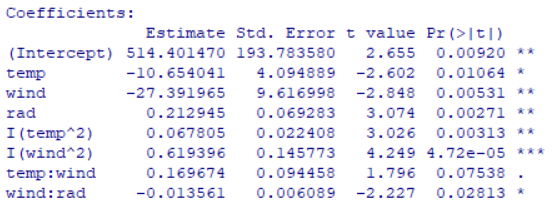 Coefficients:
Estimate Std. Error t value Pr(>|t|)
(Intercept) 514.401470 193.783580 2.655 0.00920 **
temp -10.654041 4.094889 -2.602 0.01064 *
wind -27.391965 9.616998 -2.848 0.00531 **
rad 0.212945 0.069283 3.074 0.00271 **
I(temp^2) 0.067805 0.022408 3.026 0.00313 **
I(wind^2) 0.619396 0.145773 4.249 4.72e-05 ***
temp:wind 0.169674 0.094458 1.796 0.07538 .
wind:rad -0.013561 0.006089 -2.227 0.02813 *